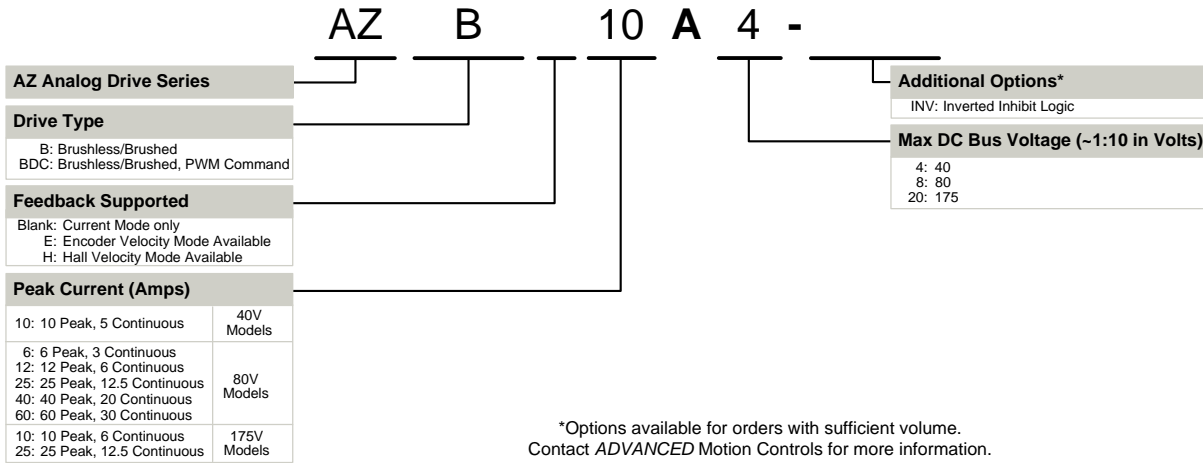 AZ B 10 A 4 -
AZ Analog Drive Series
Drive Type
B: Brushless/Brushed
BDC: Brushless/Brushed, PWM Command
Feedback Supported
Blank: Current Mode only
E: Encoder Velocity Mode Available
H: Hall Velocity Mode Available
Peak Current (Amps)
10: 10 Peak, 5 Continuous
40V
Models
6: 6 Peak, 3 Continuous
12: 12 Peak, 6 Continuous
25: 25 Peak, 12.5 Continuous
40: 40 Peak, 20 Continuous
60: 60 Peak, 30 Continuous
80V
Models
10: 10 Peak, 6 Continuous
25: 25 Peak, 12.5 Continuous
175V
Models
Additional Options*
INV: Inverted Inhibit Logic
Max DC Bus Voltage (~1:10 in Volts)
4: 40
8: 80
20: 175
*Options available for orders with sufficient volume.
Contact ADVANCED Motion Controls for more information.